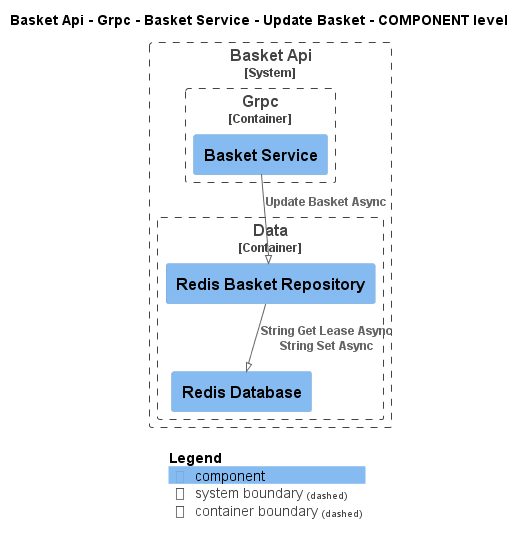 Basket Api - Grpc - Basket Service - Update Basket - COMPONENT level
Basket Api
[System]
Grpc
[Container]
Basket Service
Update Basket Async
Data
[Container]
Redis Basket Repository
String Get Lease Async
String Set Async
Redis Database
Legend
component
system boundary (dashed)
container boundary (dashed)